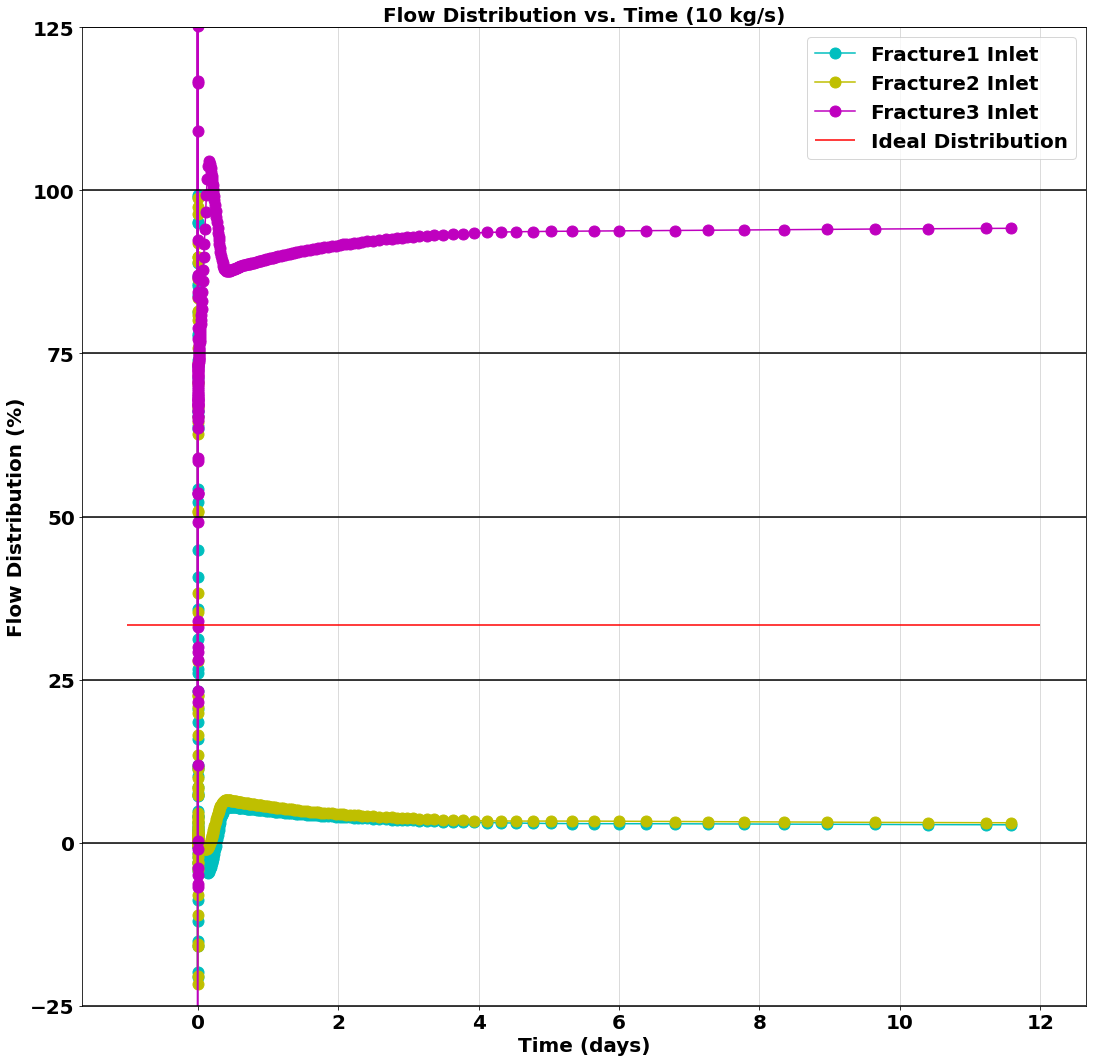 Flow Distribution vs. Time (10 kg/s)
Fracture1 Inlet
Fracture2 Inlet
Fracture3 Inlet
Ideal Distribution
Flow Distribution (%)
125
100
75
50
25
0
−25
0 2 4 6 8 10 12
Time (days)